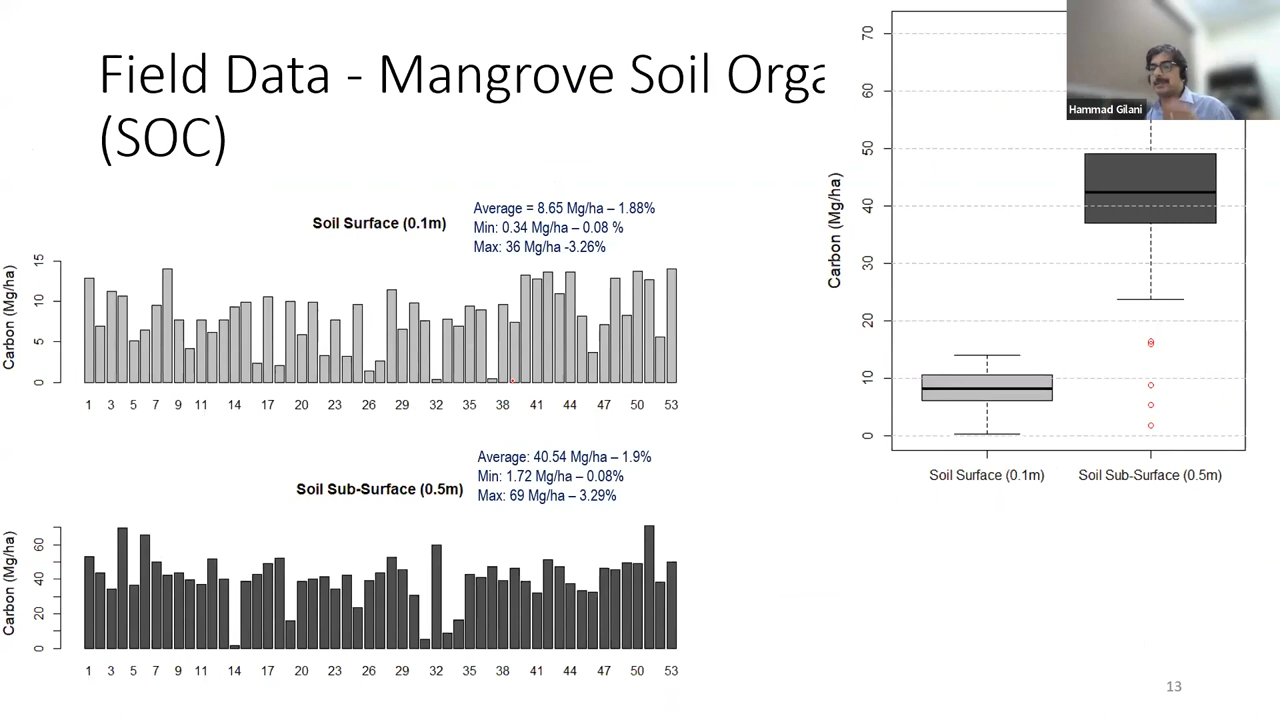 Field Data - Mangrove Soil Orga
(SOC)
Hammad Gilani
Soil Surface (0.1m)
Average = 8.65 Mg/ha – 1.88%
Min: 0.34 Mg/ha – 0.08 %
Max: 36 Mg/ha -3.26%
Carbon (Mg/ha)
15
10
5
0
1 3 5 7 9 11 14 17 20 23 26 29 32 35 38 41 44 47 50 53
Soil Sub-Surface (0.5m)
Average: 40.54 Mg/ha – 1.9%
Min: 1.72 Mg/ha – 0.08%
Max: 69 Mg/ha – 3.29%
Carbon (Mg/ha)
60
40
20
0
1 3 5 7 9 11 14 17 20 23 26 29 32 35 38 41 44 47 50 53
Carbon (Mg/ha)
70
60
50
40
30
20
10
0
Soil Surface (0.1m) Soil Sub-Surface (0.5m)
13